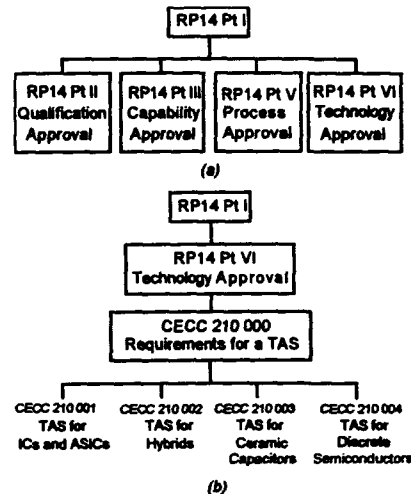 RP14 Pt I
RP14 Pt II
Qualification
Approval
RP14 Pt III
Capability
Approval
RP14 Pt V
Process
Approval
RP14 Pt VI
Technology
Approval
(a)
RP14 Pt I
RP14 Pt VI
Technology Approval
CECC 210 000
Requirements for a TAS
CECC 210 001
TAS for
ICs and ASICs
CECC 210 002
TAS for
Hybrids
CECC 210 003
TAS for
Ceramic
Capacitors
CECC 210 004
TAS for
Discrete
Semiconductors
(b)